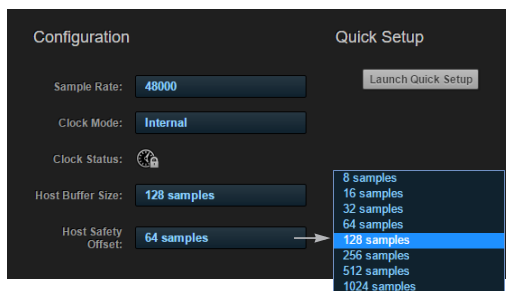 Configuration
Quick Setup
Sample Rate: 48000
Launch Quick Setup
Clock Mode: Internal
Clock Status:
Host Buffer Size: 128 samples
Host Safety
Offset: 64 samples
8 samples
16 samples
32 samples
64 samples
128 samples
256 samples
512 samples
1024 samples